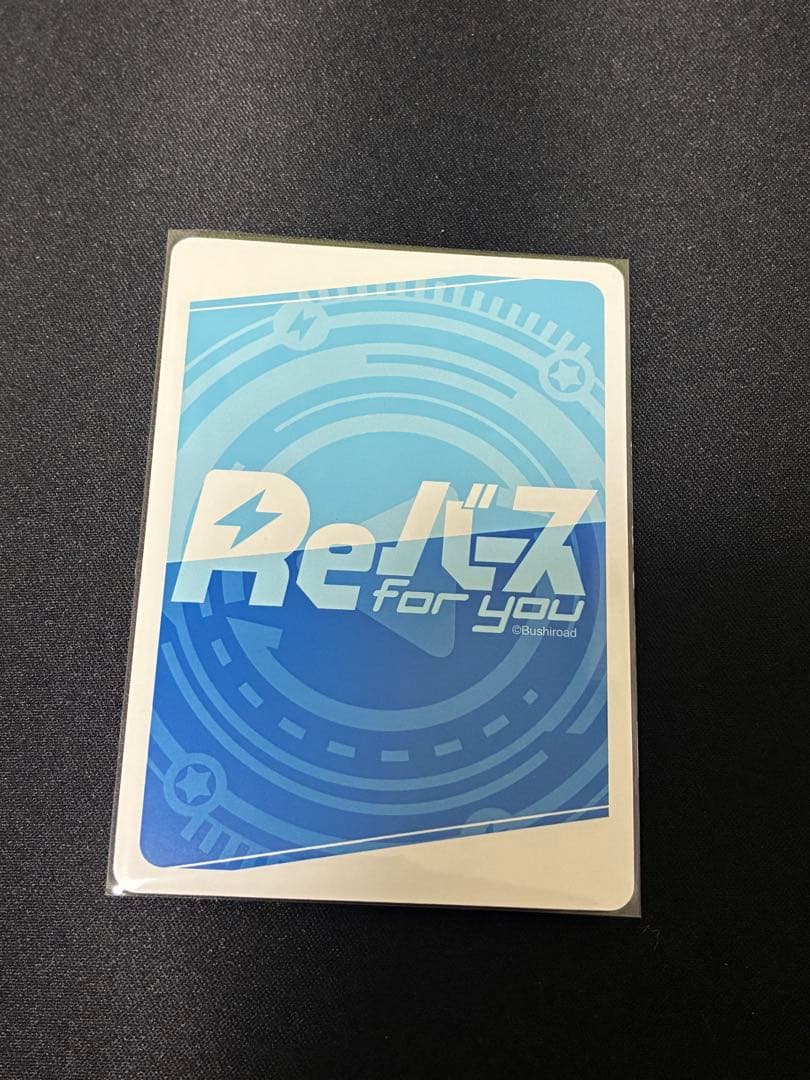 Reバース
for you
©Bushiroad